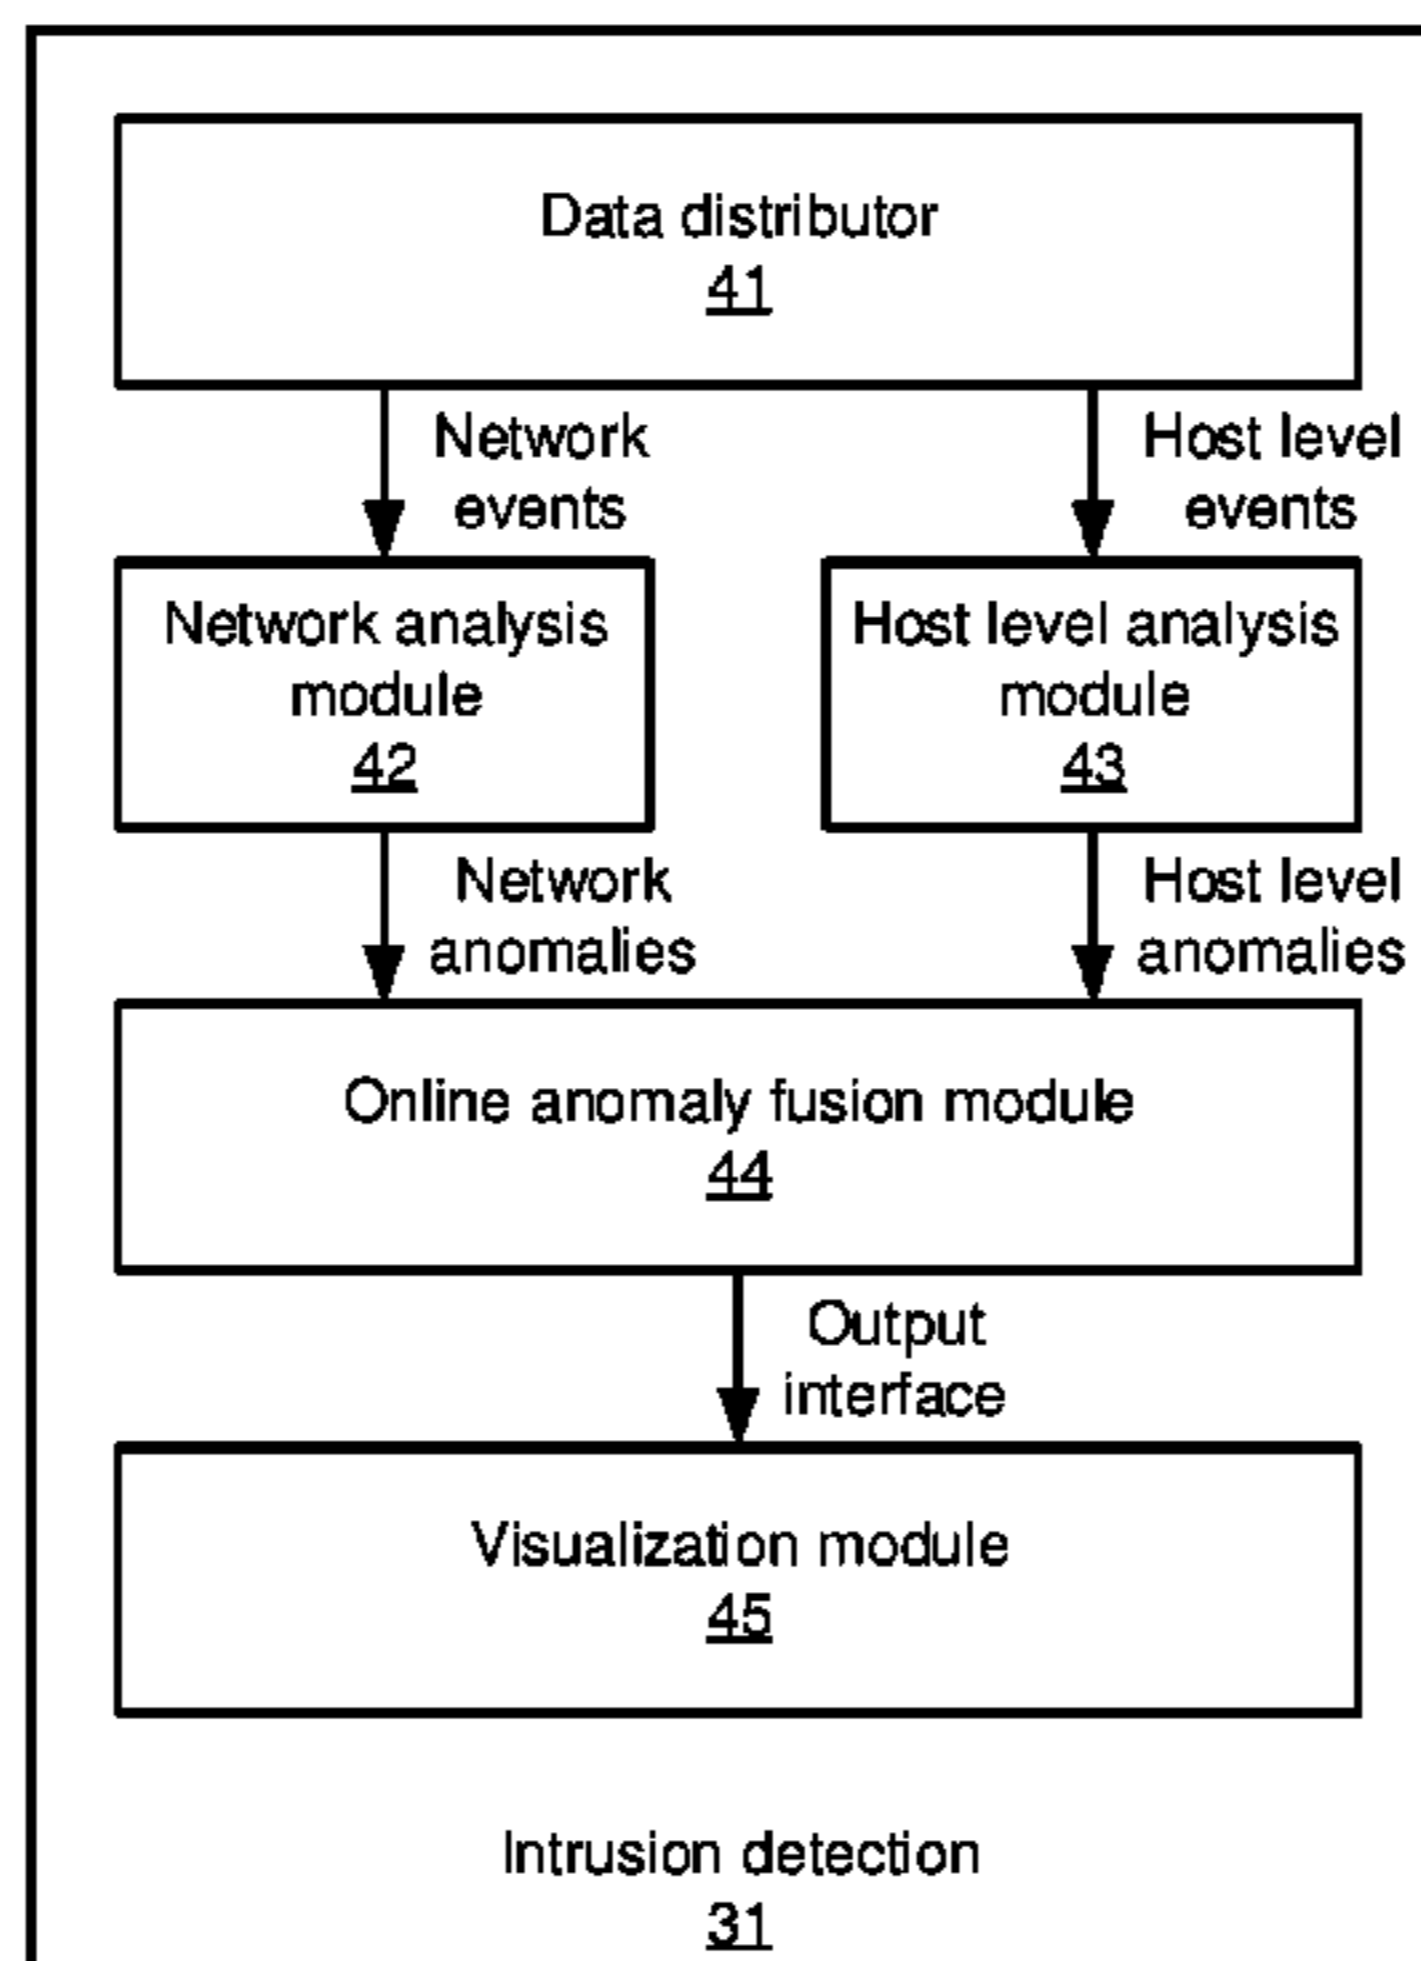 Data distributor
41
Network
events
Host level
events
Network analysis
module
42
Host level analysis
module
43
Network
anomalies
Host level
anomalies
Online anomaly fusion module
44
Output
interface
Visualization module
45
Intrusion detection
31